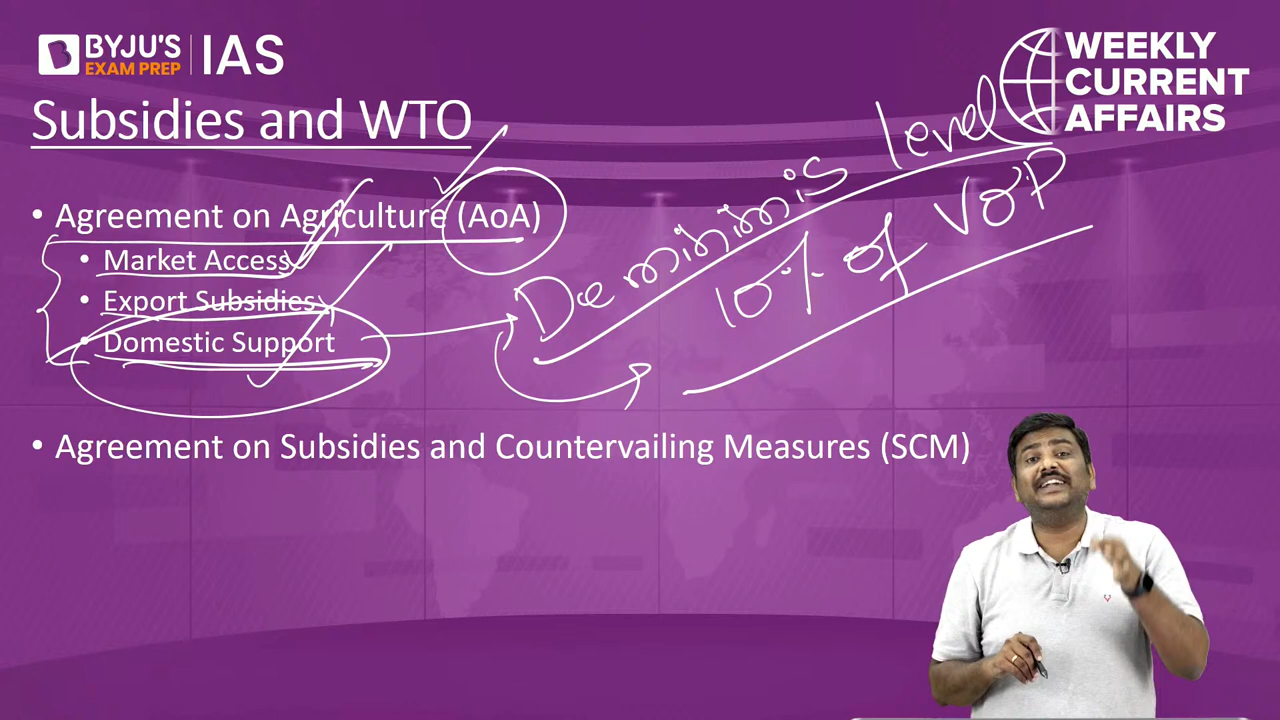 BYJU'S
EXAM PREP
IAS
WEEKLY
CURRENT
AFFAIRS
Subsidies and WTO
• Agreement on Agriculture (AoA)
• Market Access
• Export Subsidies
• Domestic Support
De minimis level
10% of VOP
• Agreement on Subsidies and Countervailing Measures (SCM)